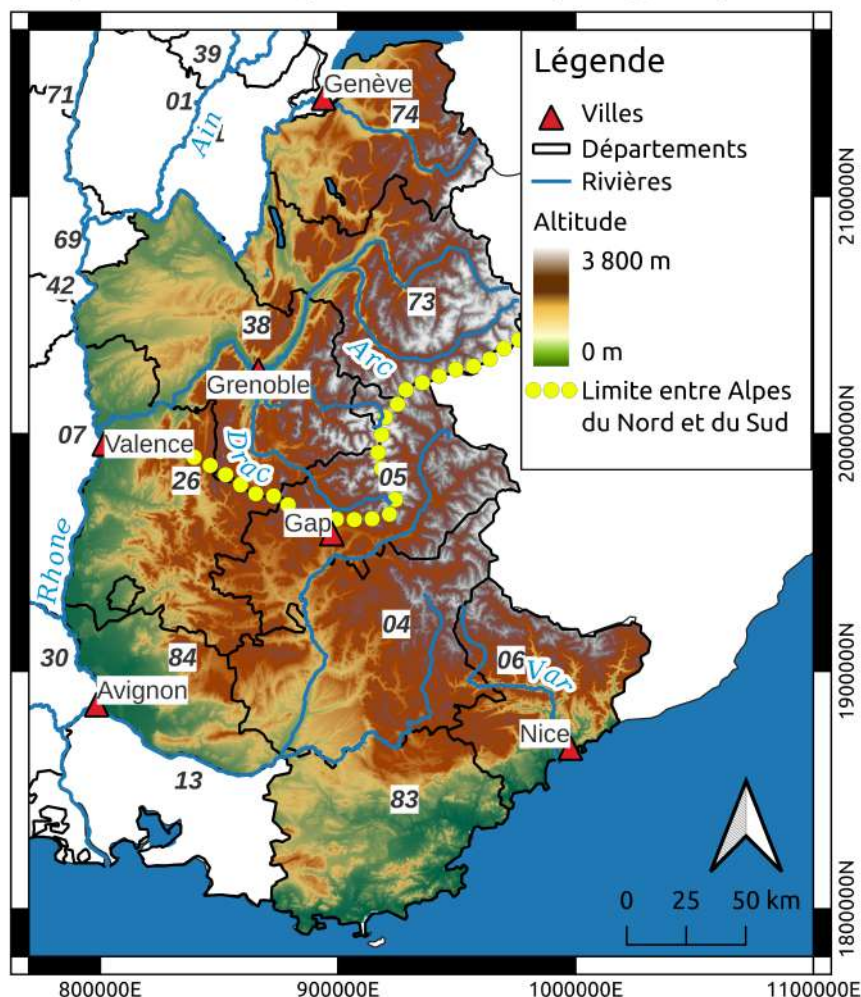 39
Légende
Genève
71
01
74
Villes
Ain
Départements
Rivières
2100000N
Altitude
69
3 800 m
42
73
38
0 m
Arc
Grenoble
Limite entre Alpes
du Nord et du Sud
07
Valence
2000000N
Drac
26
05
Gap
Rhone
04
30
84
06
Var
1900000N
Avignon
Nice
13
83
0 25 50 km
1800000N
800000E 900000E 1000000E 1100000E